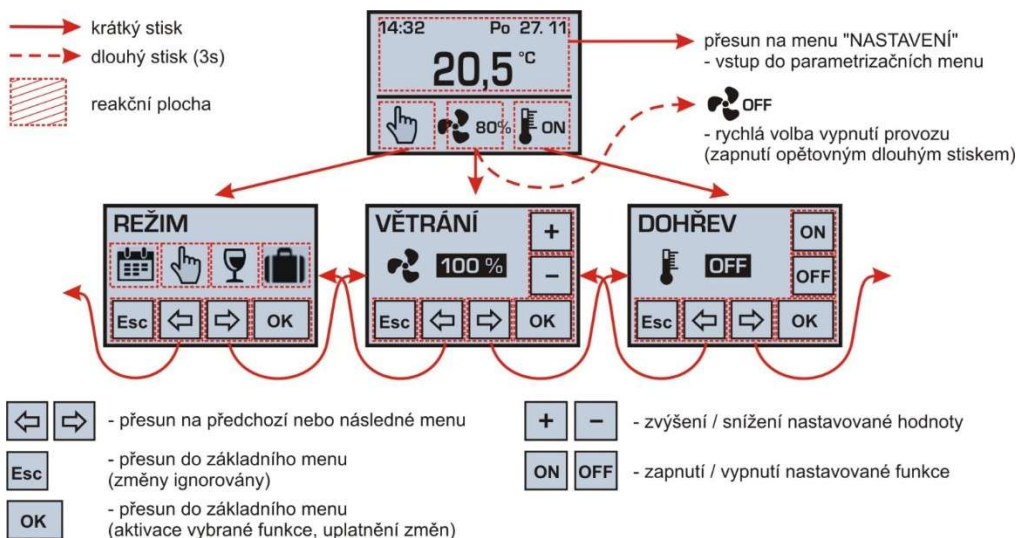 krátký stisk
dlouhý stisk (3s)
reakční plocha
14:32 Po 27. 11.
20,5 °C
80% ON
přesun na menu "NASTAVENÍ"
- vstup do parametrizačních menu
OFF
- rychlá volba vypnutí provozu
(zapnutí opětovným dlouhým stiskem)
REŽIM
Esc OK
VĚTRÁNÍ
+
100 %
−
Esc OK
DOHŘEV
ON
OFF
OFF
Esc OK
- přesun na předchozí nebo následné menu
Esc
- přesun do základního menu
(změny ignorovány)
OK
- přesun do základního menu
(aktivace vybrané funkce, uplatnění změn)
+ − - zvýšení / snížení nastavované hodnoty
ON OFF - zapnutí / vypnutí nastavované funkce